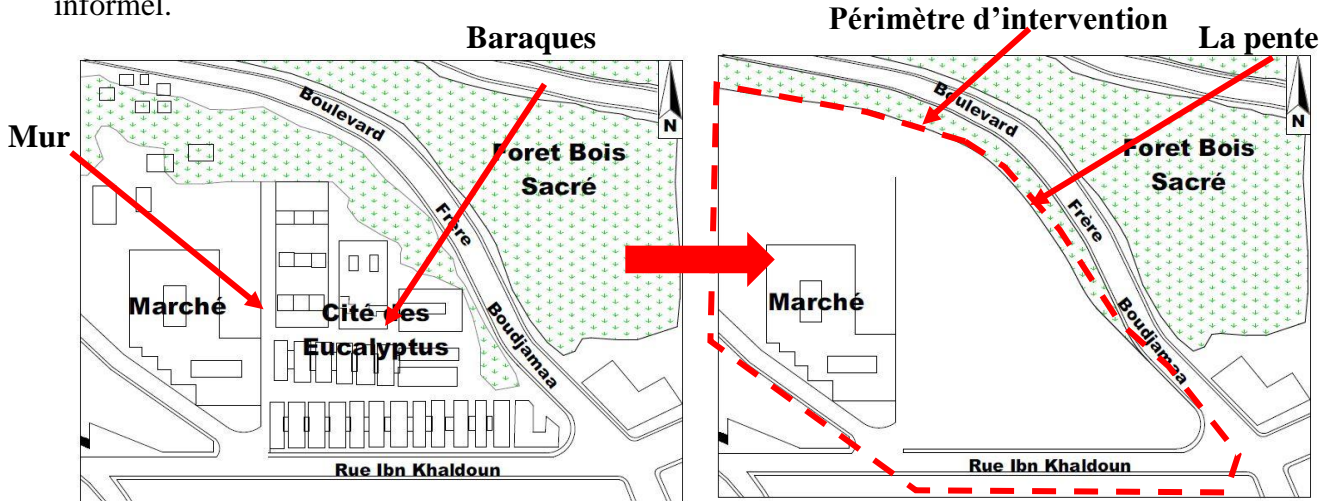 informel.
Baraques
Périmètre d'intervention
La pente
Mur
Boulevard
Frère
Boudjamaa
Foret Bois
Sacré
N
Marché
Cité des
Eucalyptus
Rue Ibn Khaldoun
Boulevard
Frère
Boudjamaa
Foret Bois
Sacré
N
Marché
Rue Ibn Khaldoun